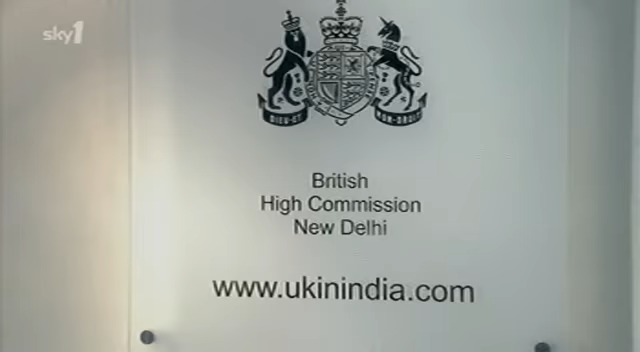 sky1
DIEU·ET
MON·DROIT
British
High Commission
New Delhi
www.ukinindia.com